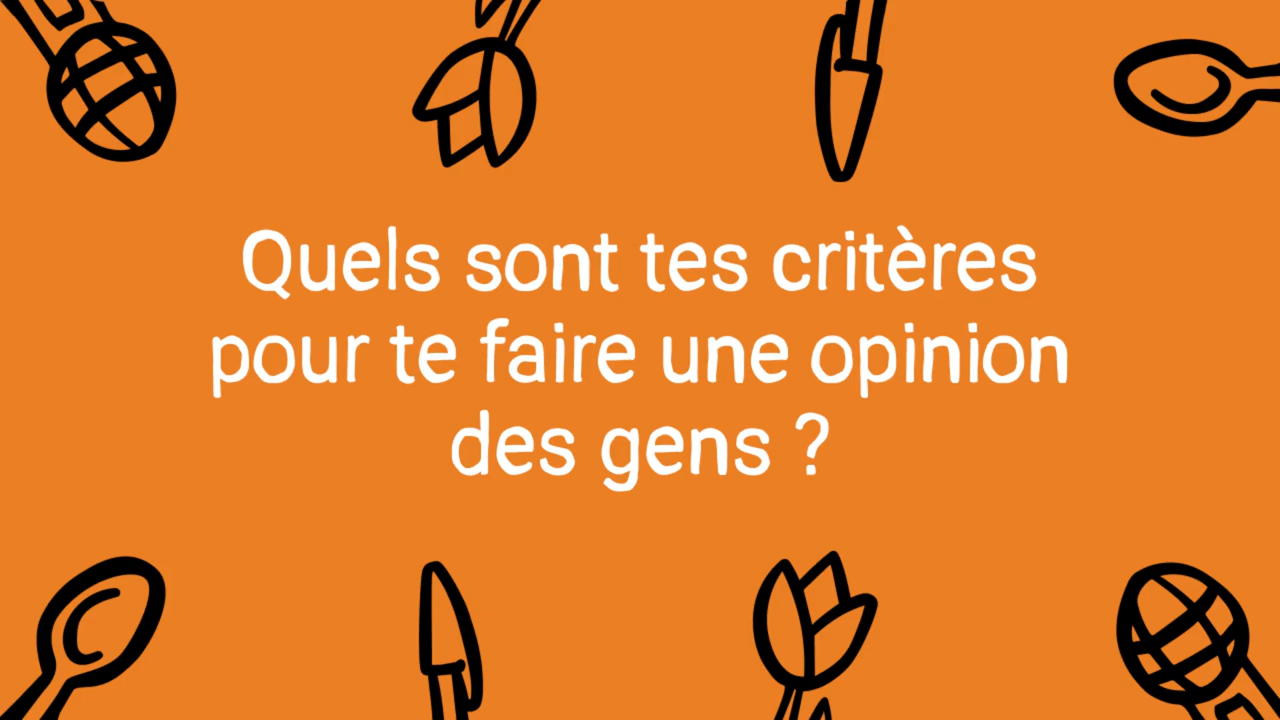 Quels sont tes critères
pour te faire une opinion
des gens ?